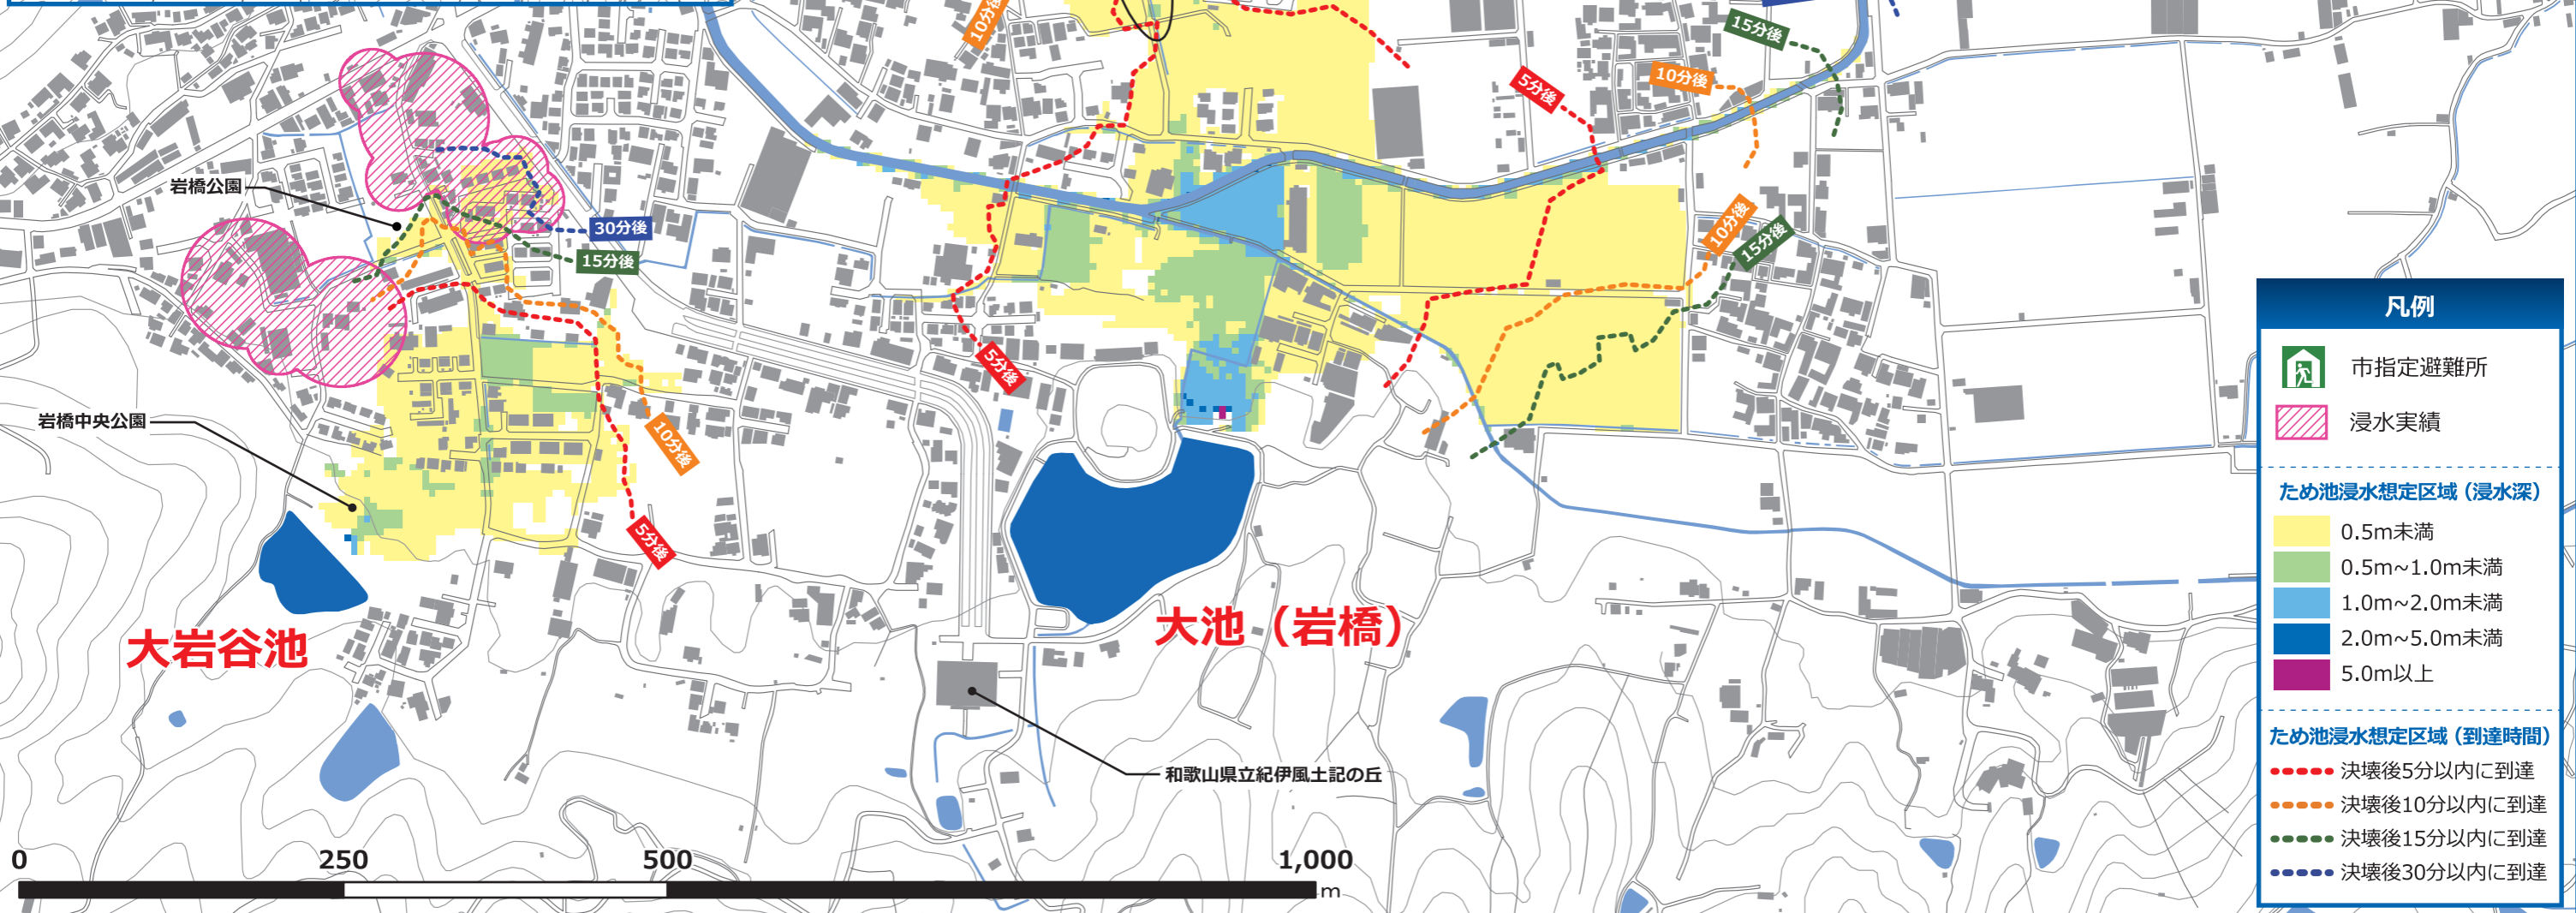 10分後
15分後
5分後
10分後
岩橋公園
30分後
15分後
10分後
15分後
5分後
岩橋中央公園
10分後
5分後
大岩谷池
大池（岩橋）
和歌山県立紀伊風土記の丘
0 250 500 1,000
m
凡例
市指定避難所
浸水実績
ため池浸水想定区域（浸水深）
0.5m未満
0.5m~1.0m未満
1.0m~2.0m未満
2.0m~5.0m未満
5.0m以上
ため池浸水想定区域（到達時間）
決壊後5分以内に到達
決壊後10分以内に到達
決壊後15分以内に到達
決壊後30分以内に到達